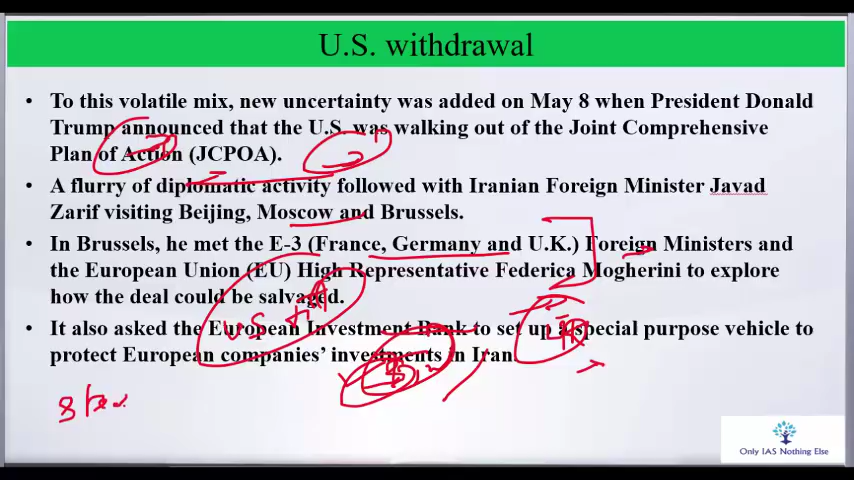 U.S. withdrawal
• To this volatile mix, new uncertainty was added on May 8 when President Donald
Trump announced that the U.S. was walking out of the Joint Comprehensive
Plan of Action (JCPOA).
• A flurry of diplomatic activity followed with Iranian Foreign Minister Javad
Zarif visiting Beijing, Moscow and Brussels.
• In Brussels, he met the E-3 (France, Germany and U.K.) Foreign Ministers and
the European Union (EU) High Representative Federica Mogherini to explore
how the deal could be salvaged.
• It also asked the European Investment Bank to set up a special purpose vehicle to
protect European companies' investments in Iran.
US
Only IAS Nothing Else